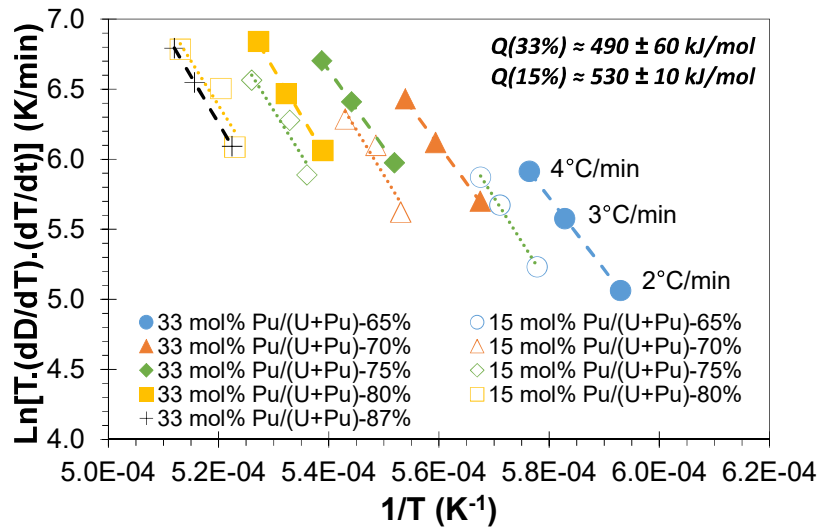 Q(33%) ≈ 490 ± 60 kJ/mol
Q(15%) ≈ 530 ± 10 kJ/mol
Ln[T.(dD/dT).(dT/dt)] (K/min)
7.0
6.5
6.0
5.5
5.0
4.5
4.0
4°C/min
3°C/min
2°C/min
33 mol% Pu/(U+Pu)-65%
15 mol% Pu/(U+Pu)-65%
33 mol% Pu/(U+Pu)-70%
15 mol% Pu/(U+Pu)-70%
33 mol% Pu/(U+Pu)-75%
15 mol% Pu/(U+Pu)-75%
33 mol% Pu/(U+Pu)-80%
15 mol% Pu/(U+Pu)-80%
33 mol% Pu/(U+Pu)-87%
5.0E-04 5.2E-04 5.4E-04 5.6E-04 5.8E-04 6.0E-04 6.2E-04
1/T (K⁻¹)